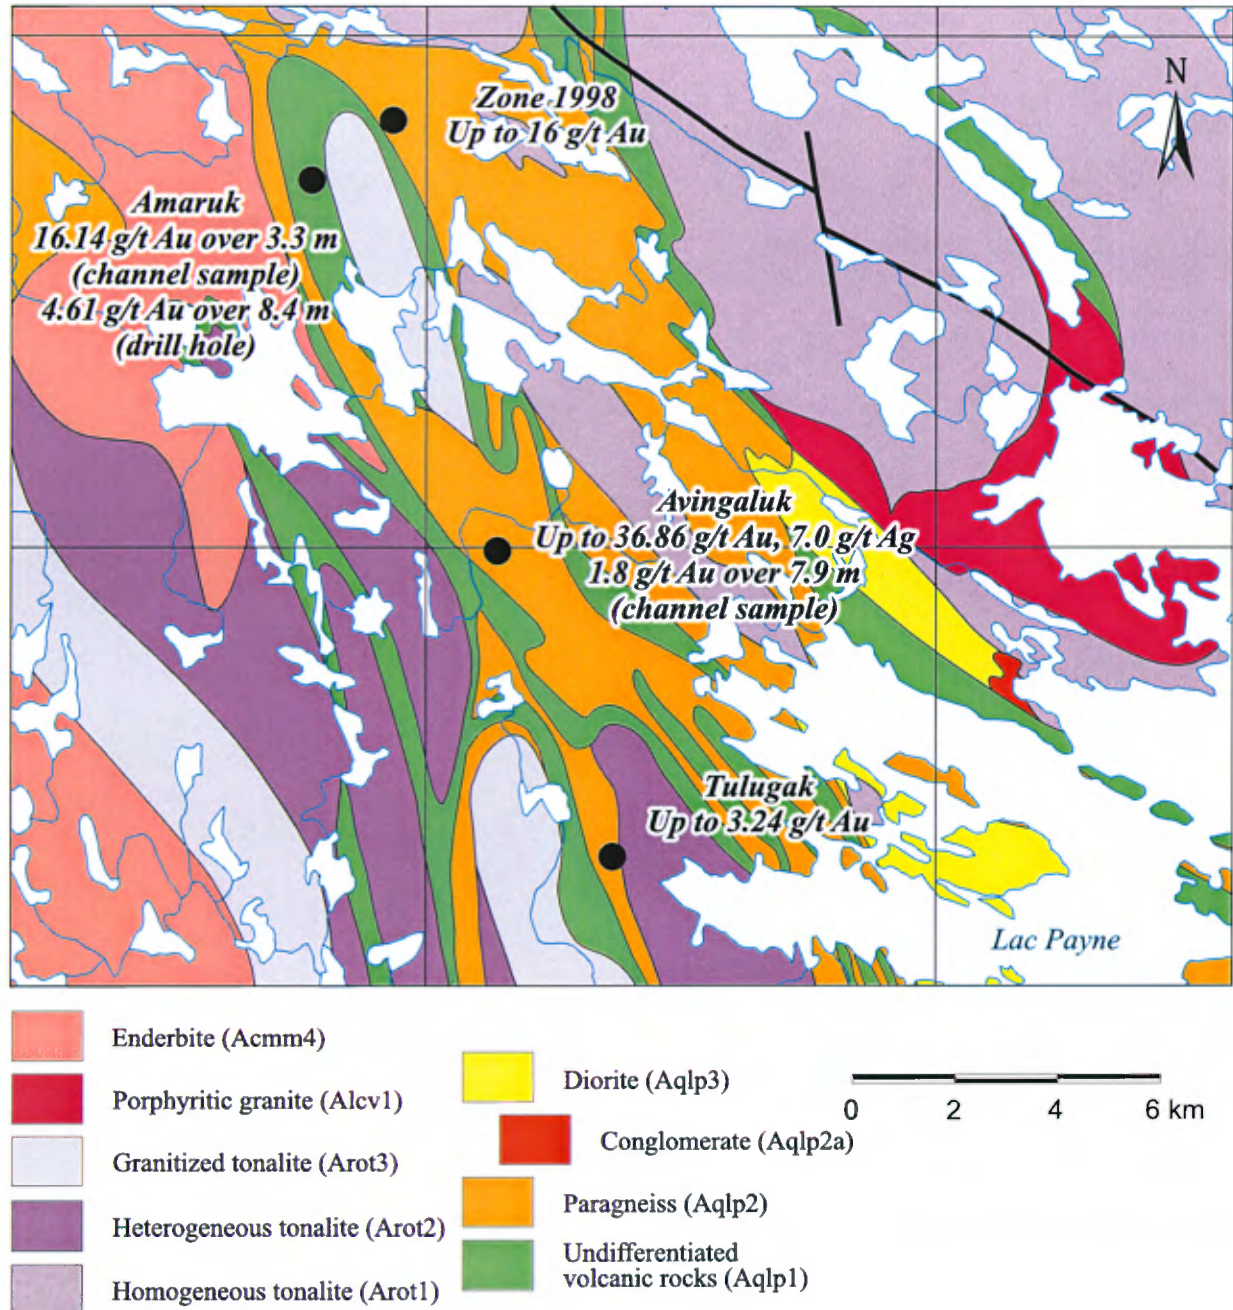 N
Zone 1998
Up to 16 g/t Au
Amaruk
16.14 g/t Au over 3.3 m
(channel sample)
4.61 g/t Au over 8.4 m
(drill hole)
Avingaluk
Up to 36.86 g/t Au, 7.0 g/t Ag
1.8 g/t Au over 7.9 m
(channel sample)
Tulugak
Up to 3.24 g/t Au
Lac Payne
Enderbite (Acmm4)
Porphyritic granite (Alcv1)
Granitized tonalite (Arot3)
Heterogeneous tonalite (Arot2)
Homogeneous tonalite (Arot1)
Diorite (Aqlp3)
Conglomerate (Aqlp2a)
Paragneiss (Aqlp2)
Undifferentiated
volcanic rocks (Aqlp1)
0 2 4 6 km